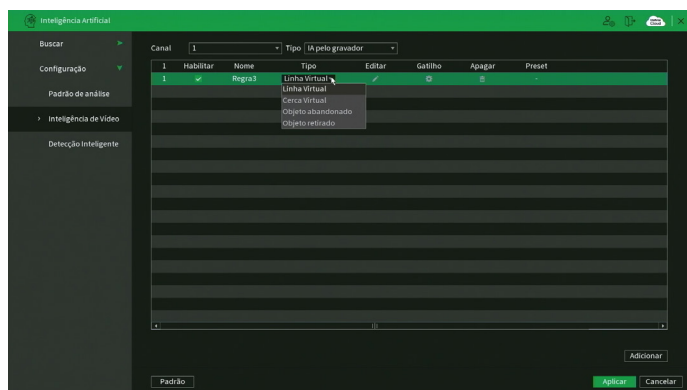 Inteligência Artificial
Buscar
Configuração
Padrão de análise
Inteligência de Vídeo
Detecção Inteligente
Canal 1 Tipo IA pelo gravador
1 Habilitar Nome Tipo Editar Gatilho Apagar Preset
1 Regra3 Linha Virtual -
Linha Virtual
Cerca Virtual
Objeto abandonado
Objeto retirado
Adicionar
Padrão Aplicar Cancelar